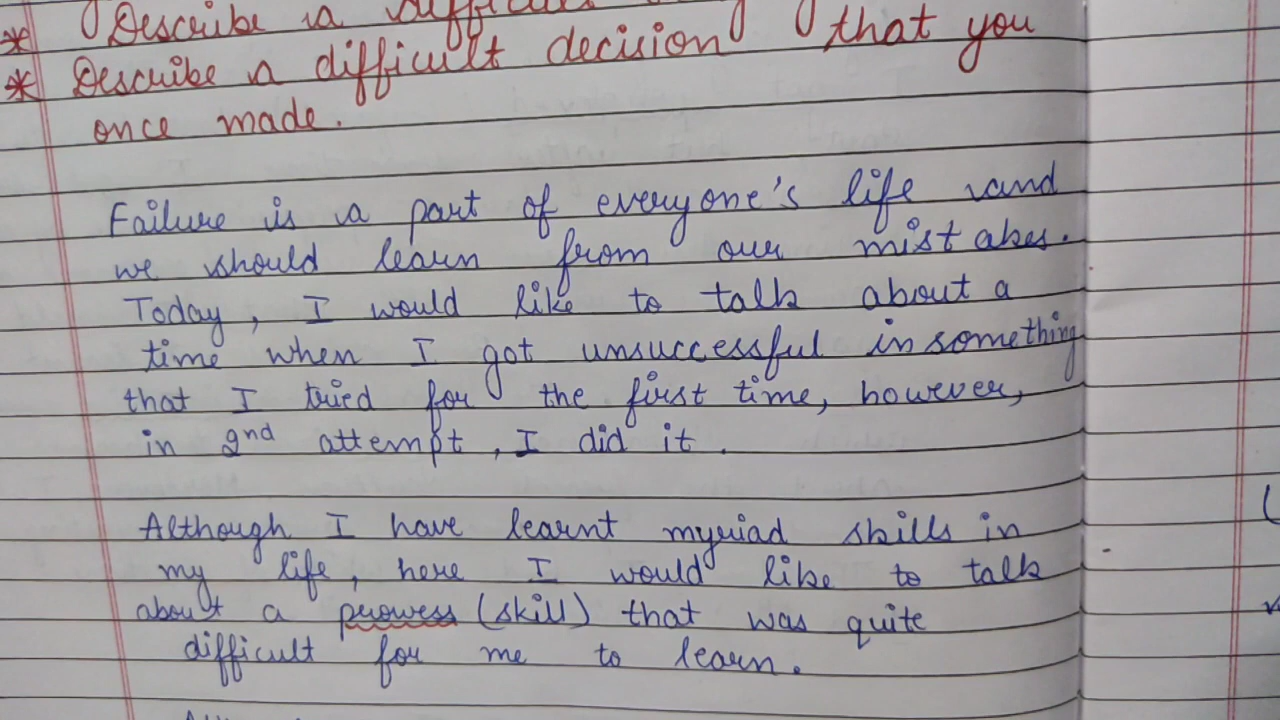 * Describe a
* Describe a difficult decision that you
once made.
Failure is a part of everyone's life and
we should learn from our mistakes.
Today, I would like to talk about a
time when I got unsuccessful in something
that I tried for the first time, however,
in 2nd attempt, I did it.
Although I have learnt myriad skills in
my life, here I would like to talk
about a prowess (skill) that was quite
difficult for me to learn.